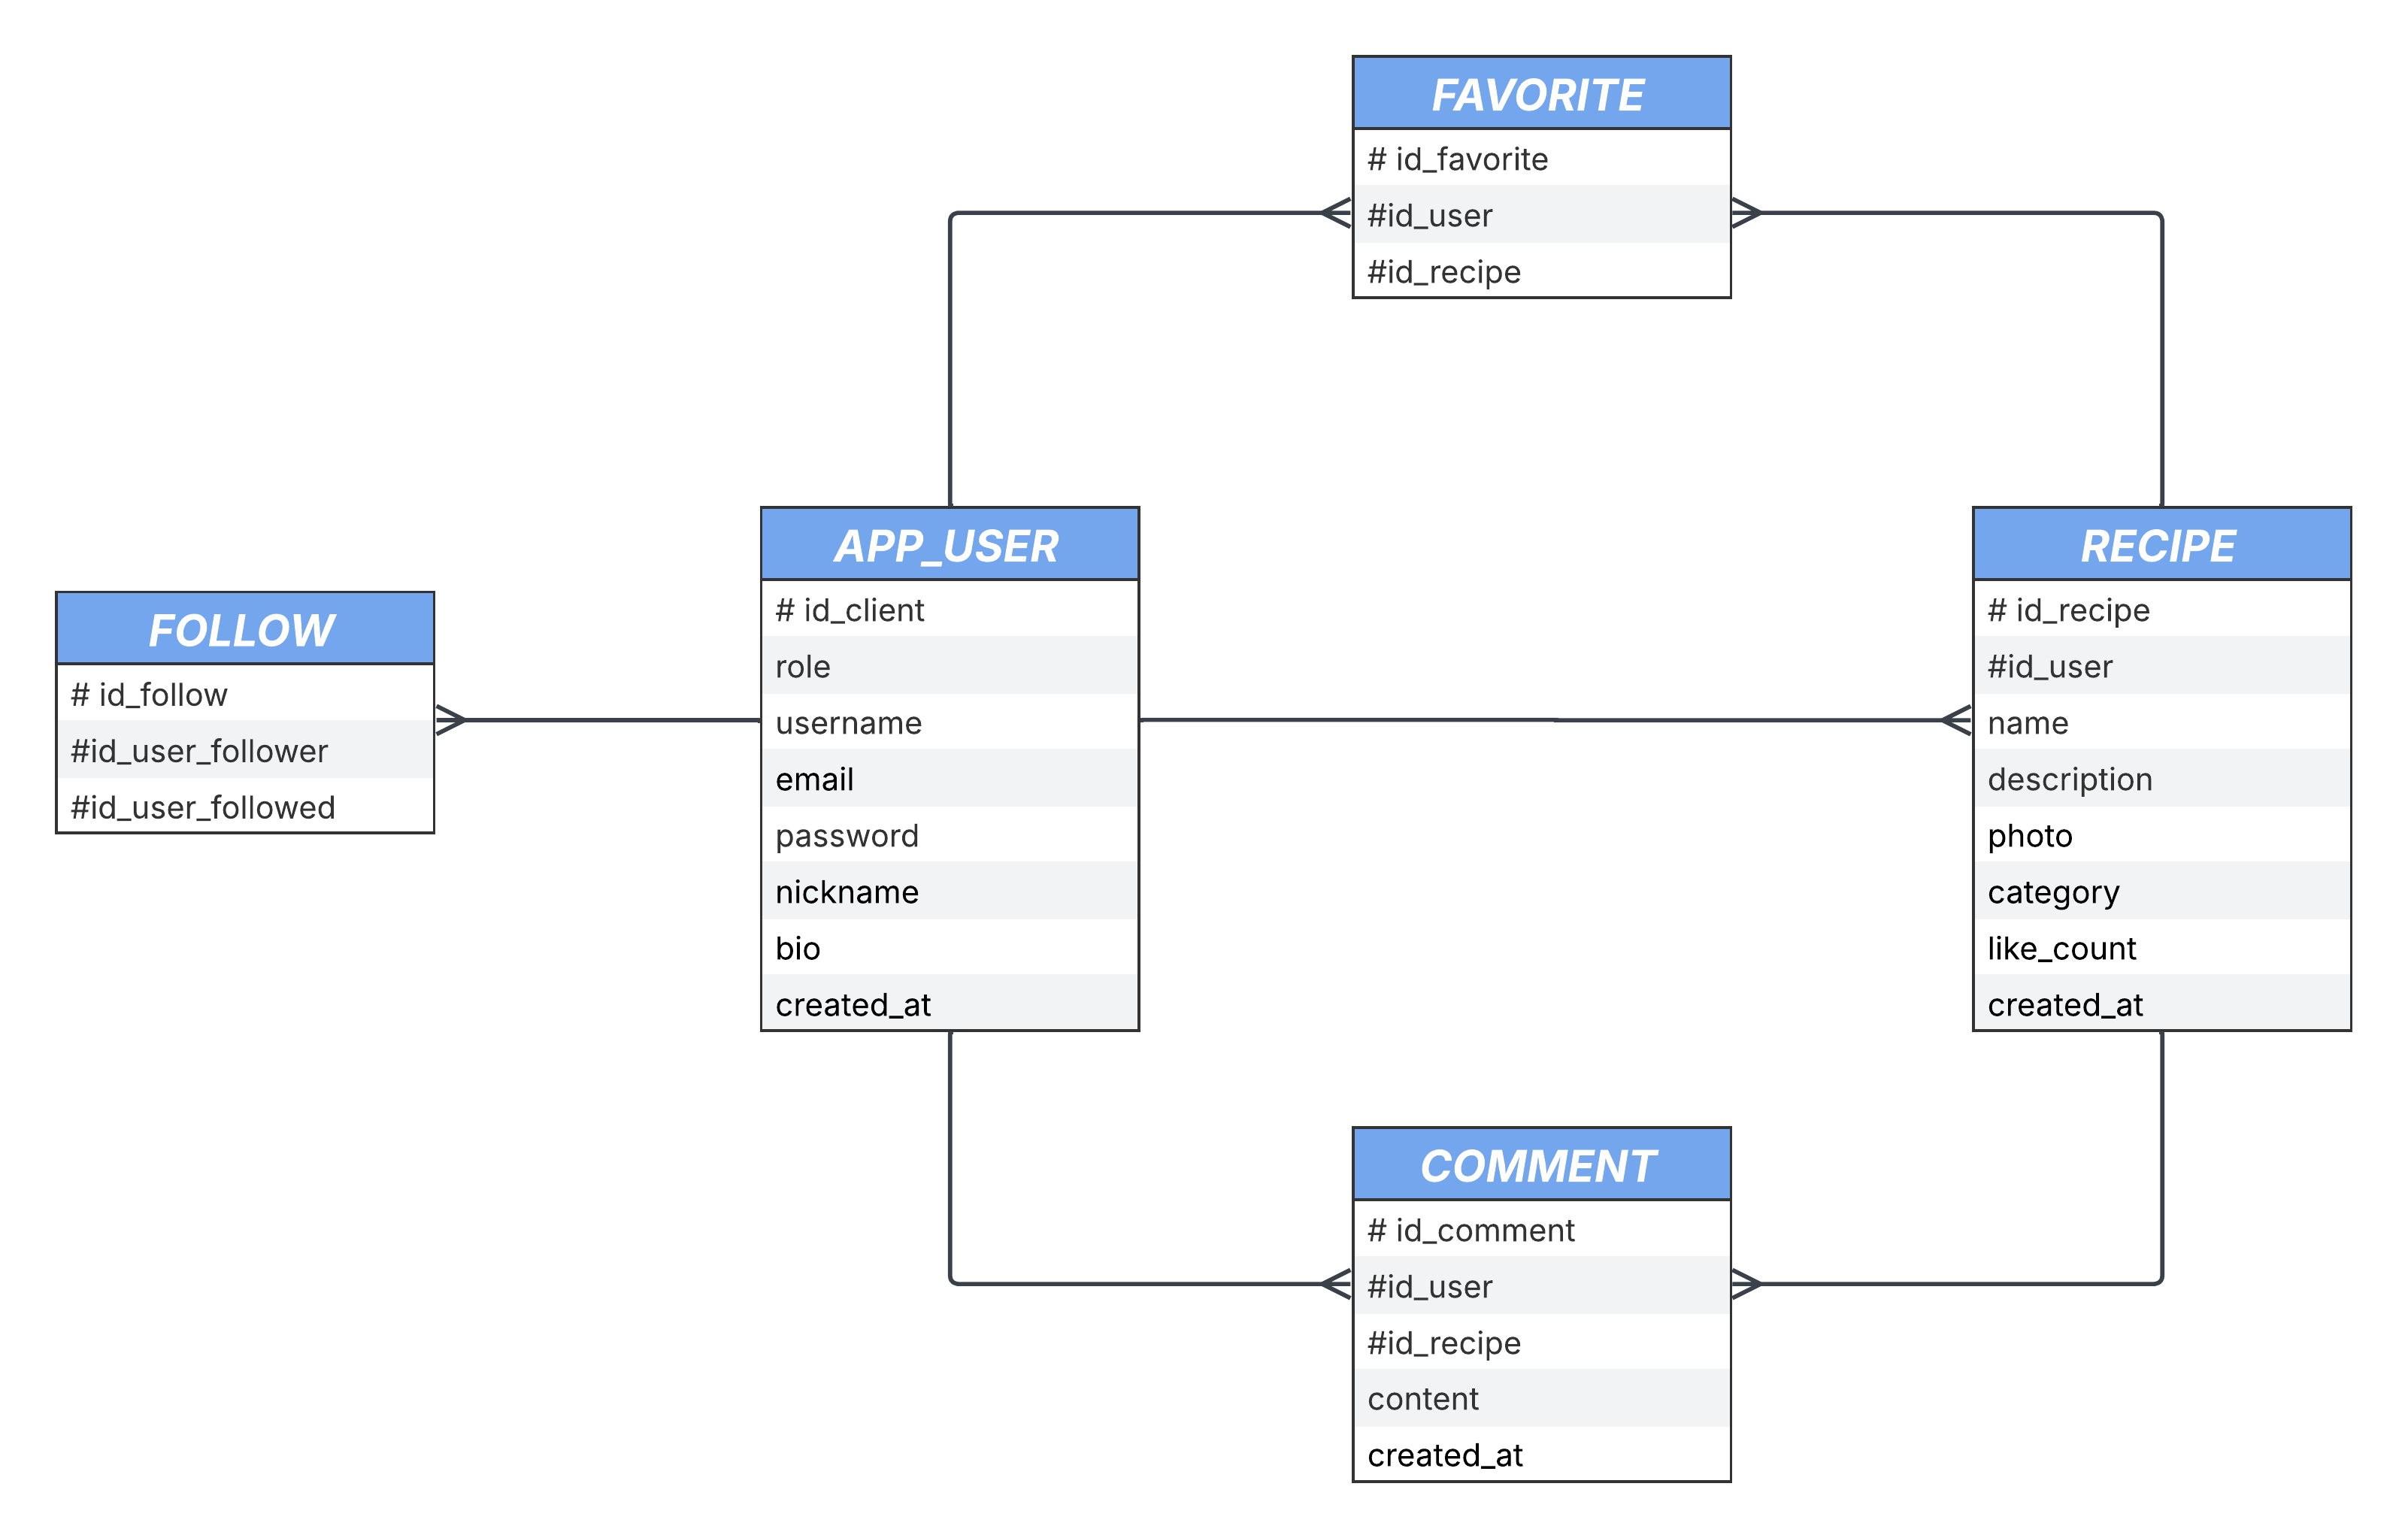 FAVORITE
# id_favorite
#id_user
#id_recipe
FOLLOW
# id_follow
#id_user_follower
#id_user_followed
APP_USER
# id_client
role
username
email
password
nickname
bio
created_at
RECIPE
# id_recipe
#id_user
name
description
photo
category
like_count
created_at
COMMENT
# id_comment
#id_user
#id_recipe
content
created_at